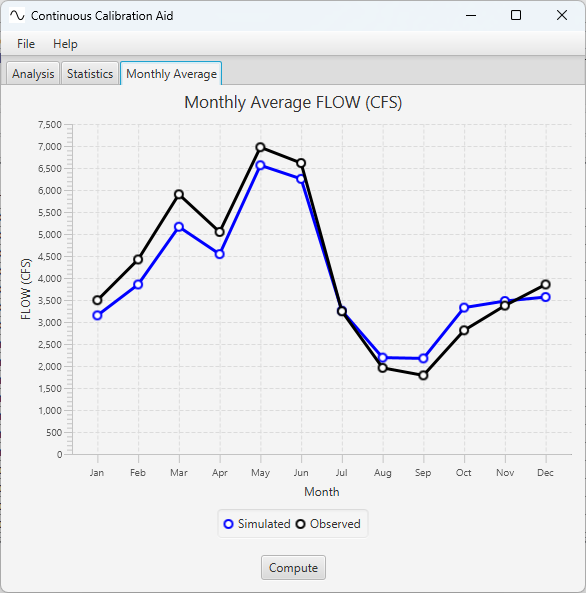 Continuous Calibration Aid
File Help
Analysis Statistics Monthly Average
Monthly Average FLOW (CFS)
7,500
7,000
6,500
6,000
5,500
5,000
4,500
4,000
3,500
3,000
2,500
2,000
1,500
1,000
500
0
FLOW (CFS)
Jan Feb Mar Apr May Jun Jul Aug Sep Oct Nov Dec
Month
Simulated Observed
Compute